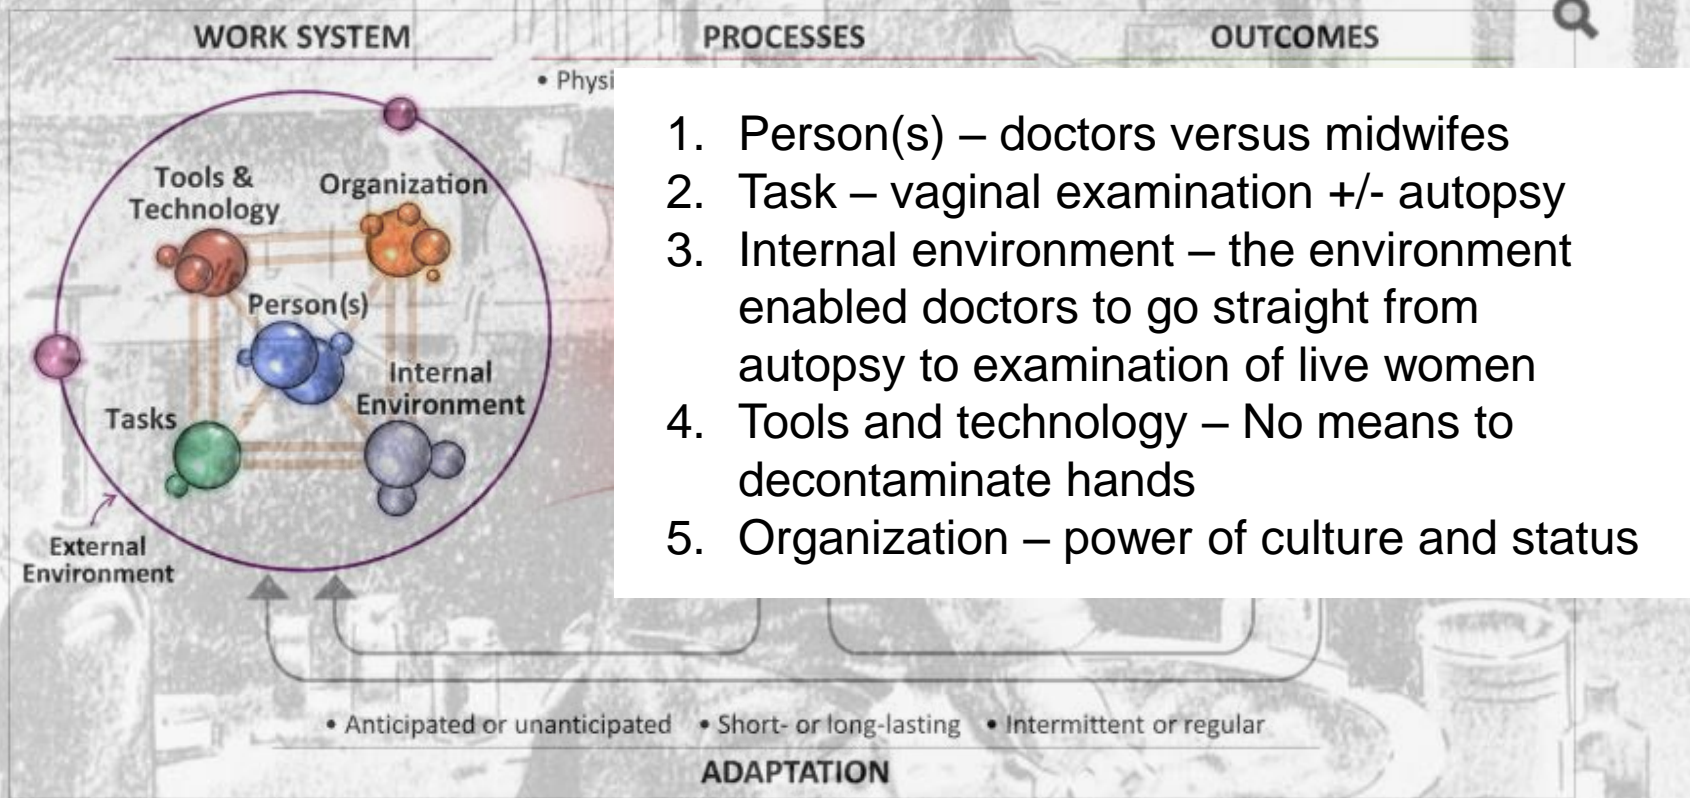 WORK SYSTEM
PROCESSES
OUTCOMES
• Physi
Tools &
Technology
Organization
Person(s)
Internal
Environment
Tasks
External
Environment
1. Person(s) – doctors versus midwifes
2. Task – vaginal examination +/- autopsy
3. Internal environment – the environment
enabled doctors to go straight from
autopsy to examination of live women
4. Tools and technology – No means to
decontaminate hands
5. Organization – power of culture and status
• Anticipated or unanticipated • Short- or long-lasting • Intermittent or regular
ADAPTATION